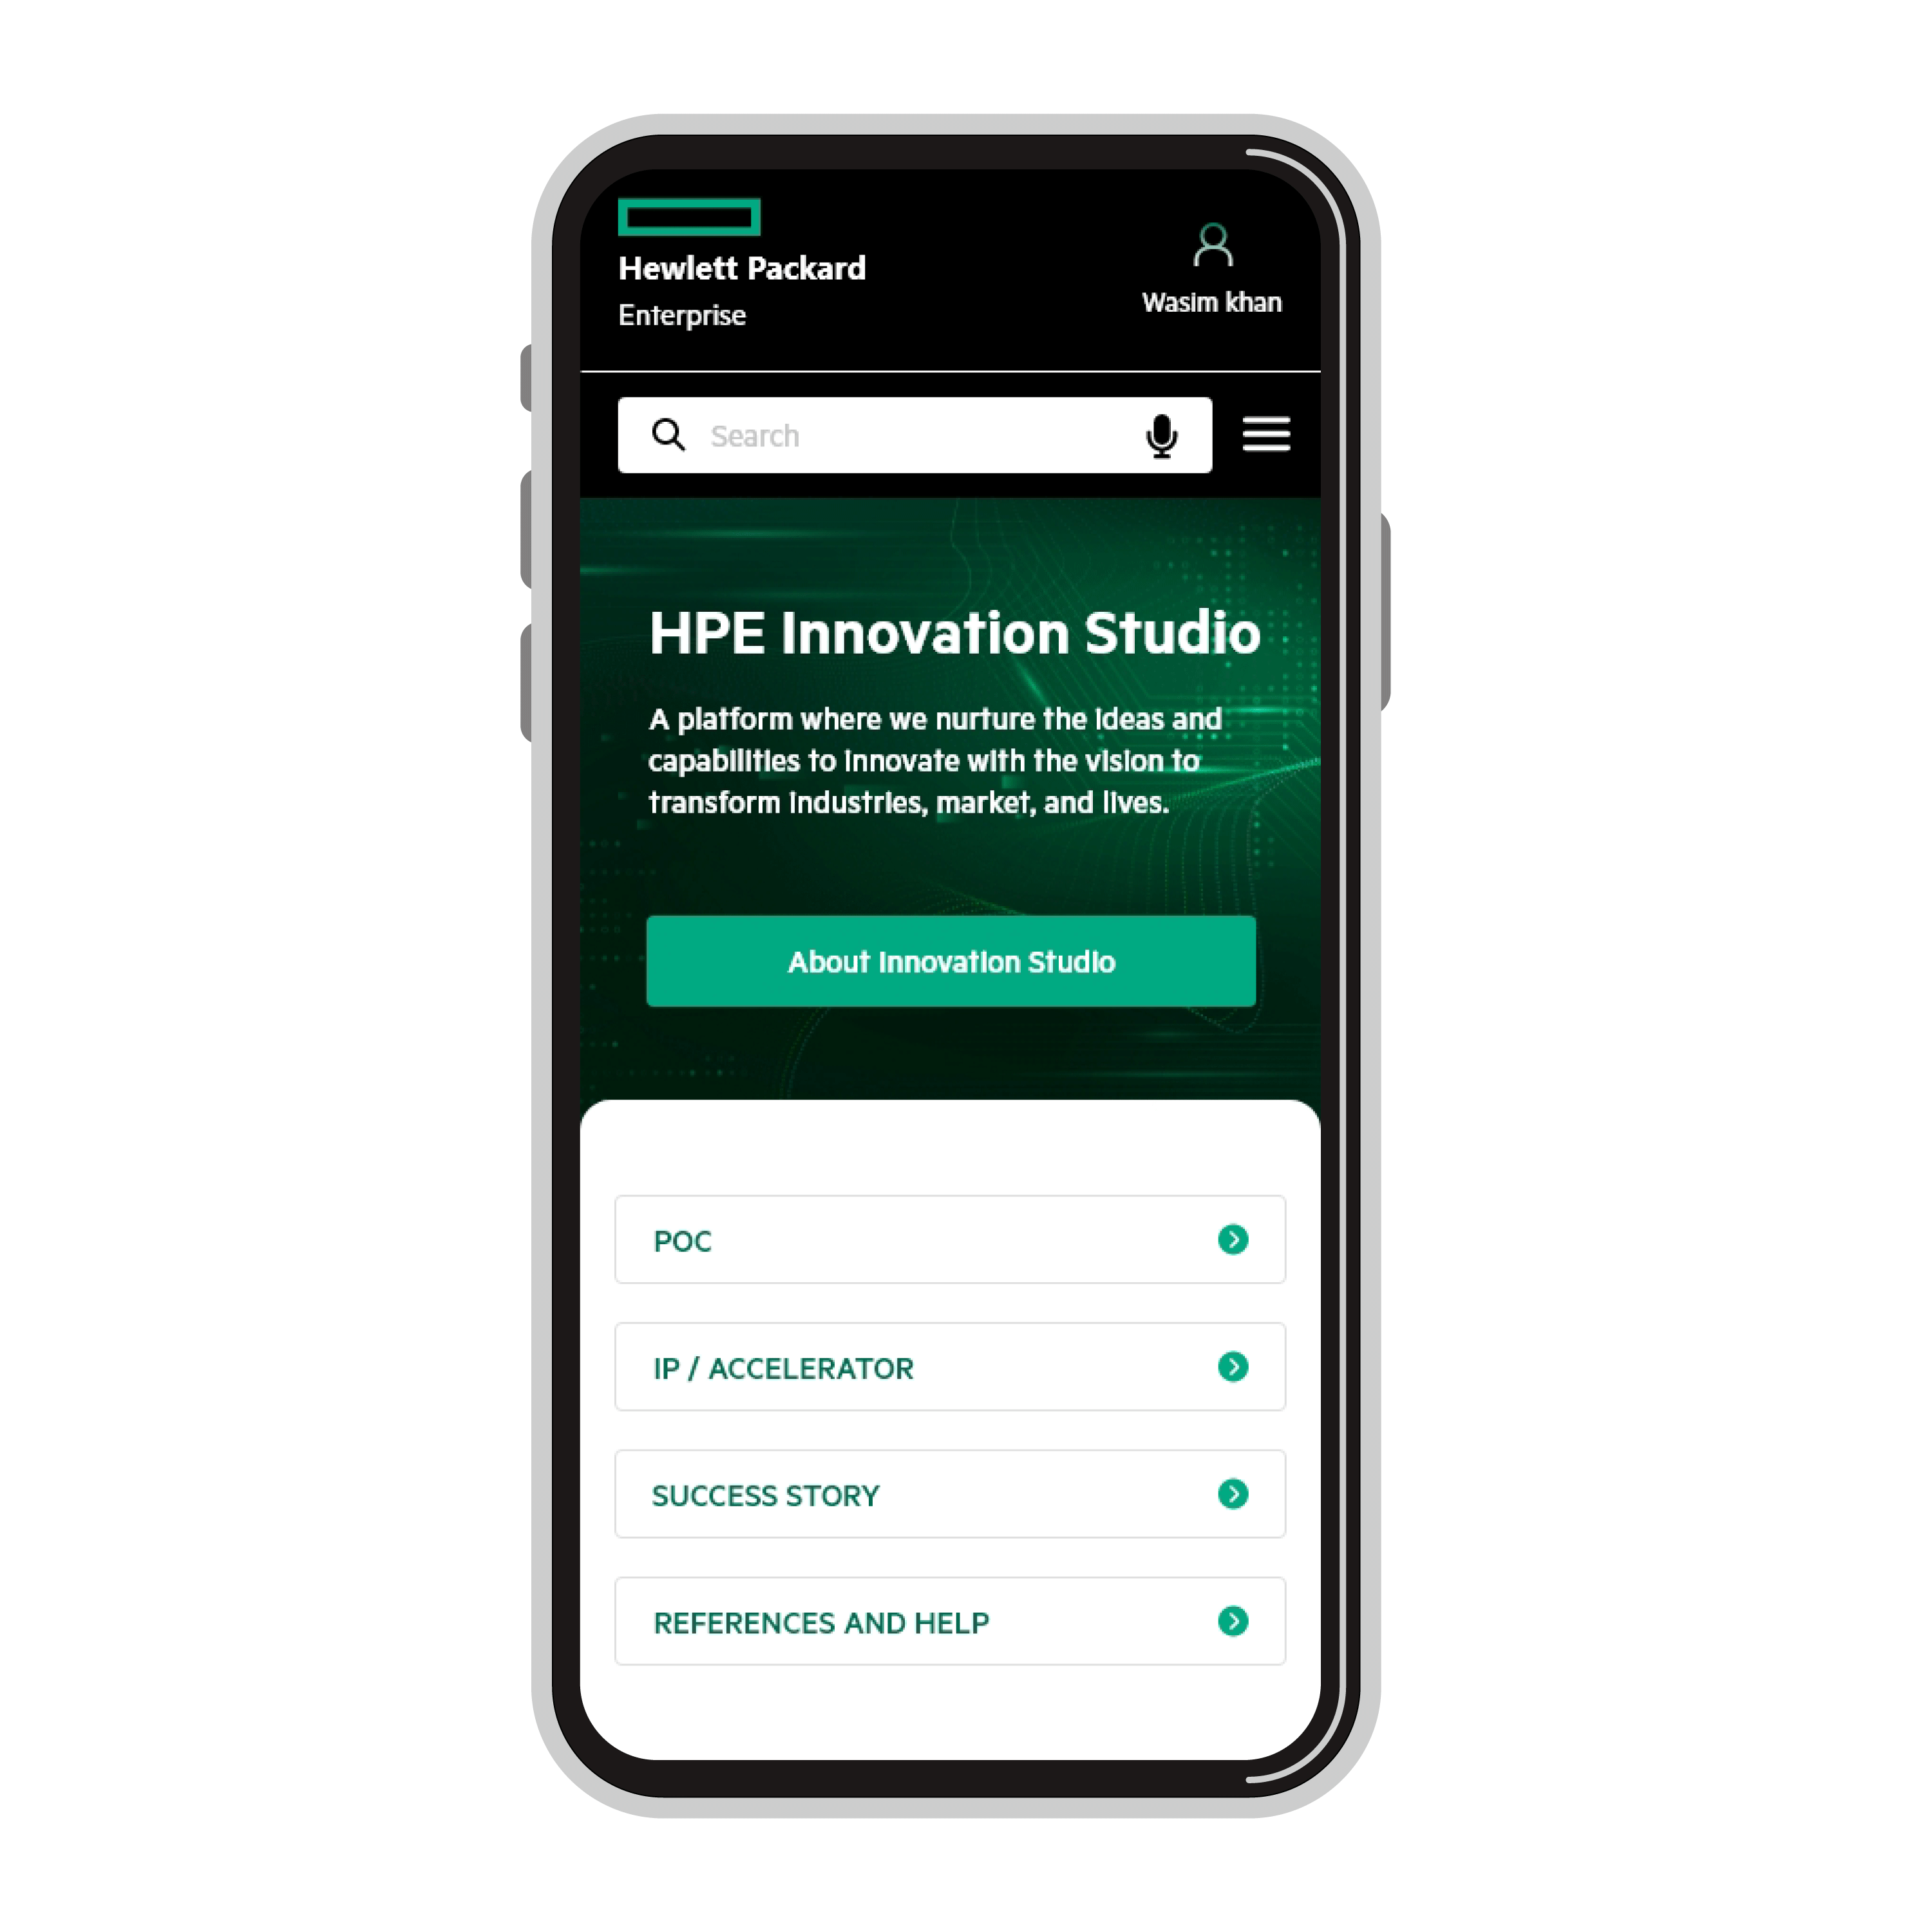 Hewlett Packard
Enterprise
Wasim khan
Search
HPE Innovation Studio
A platform where we nurture the ideas and
capabilities to innovate with the vision to
transform industries, market, and lives.
About Innovation Studio
POC
IP / ACCELERATOR
SUCCESS STORY
REFERENCES AND HELP